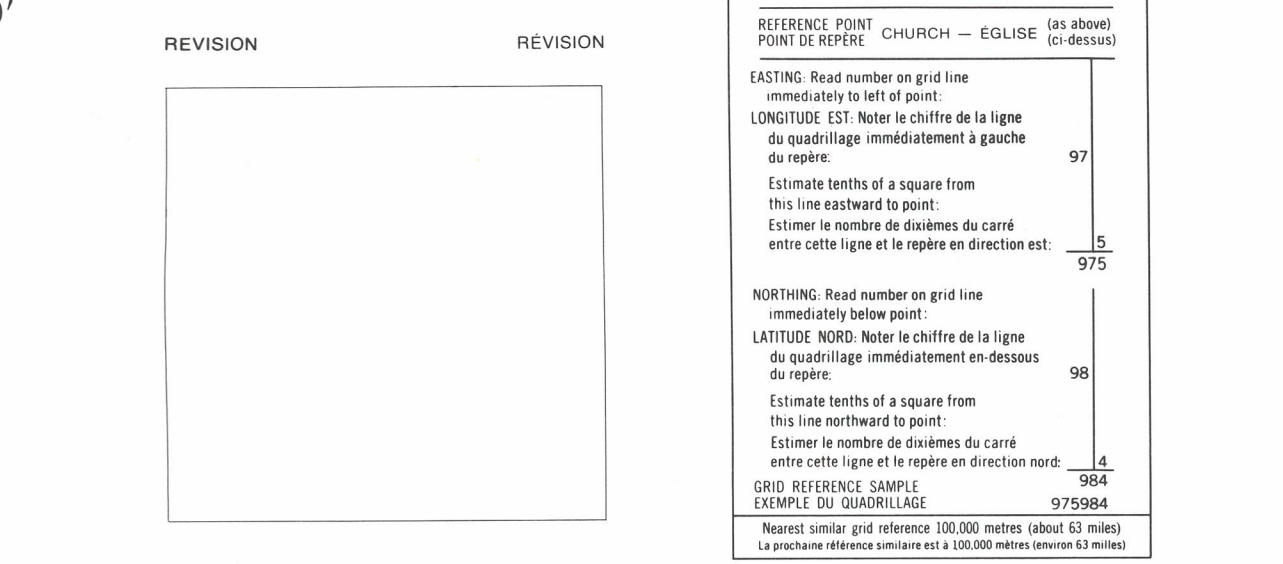 REVISION RÉVISION
REFERENCE POINT CHURCH — ÉGLISE (as above)
POINT DE REPÈRE (ci-dessus)
EASTING: Read number on grid line
immediately to left of point:
LONGITUDE EST: Noter le chiffre de la ligne
du quadrillage immédiatement à gauche
du repère: 97
Estimate tenths of a square from
this line eastward to point:
Estimer le nombre de dixièmes du carré
entre cette ligne et le repère en direction est: 5
975
NORTHING: Read number on grid line
immediately below point:
LATITUDE NORD: Noter le chiffre de la ligne
du quadrillage immédiatement en-dessous
du repère: 98
Estimate tenths of a square from
this line northward to point:
Estimer le nombre de dixièmes du carré
entre cette ligne et le repère en direction nord: 4
984
GRID REFERENCE SAMPLE
EXEMPLE DU QUADRILLAGE 975984
Nearest similar grid reference 100,000 metres (about 63 miles)
La prochaine référence similaire est à 100,000 mètres (environ 63 milles)